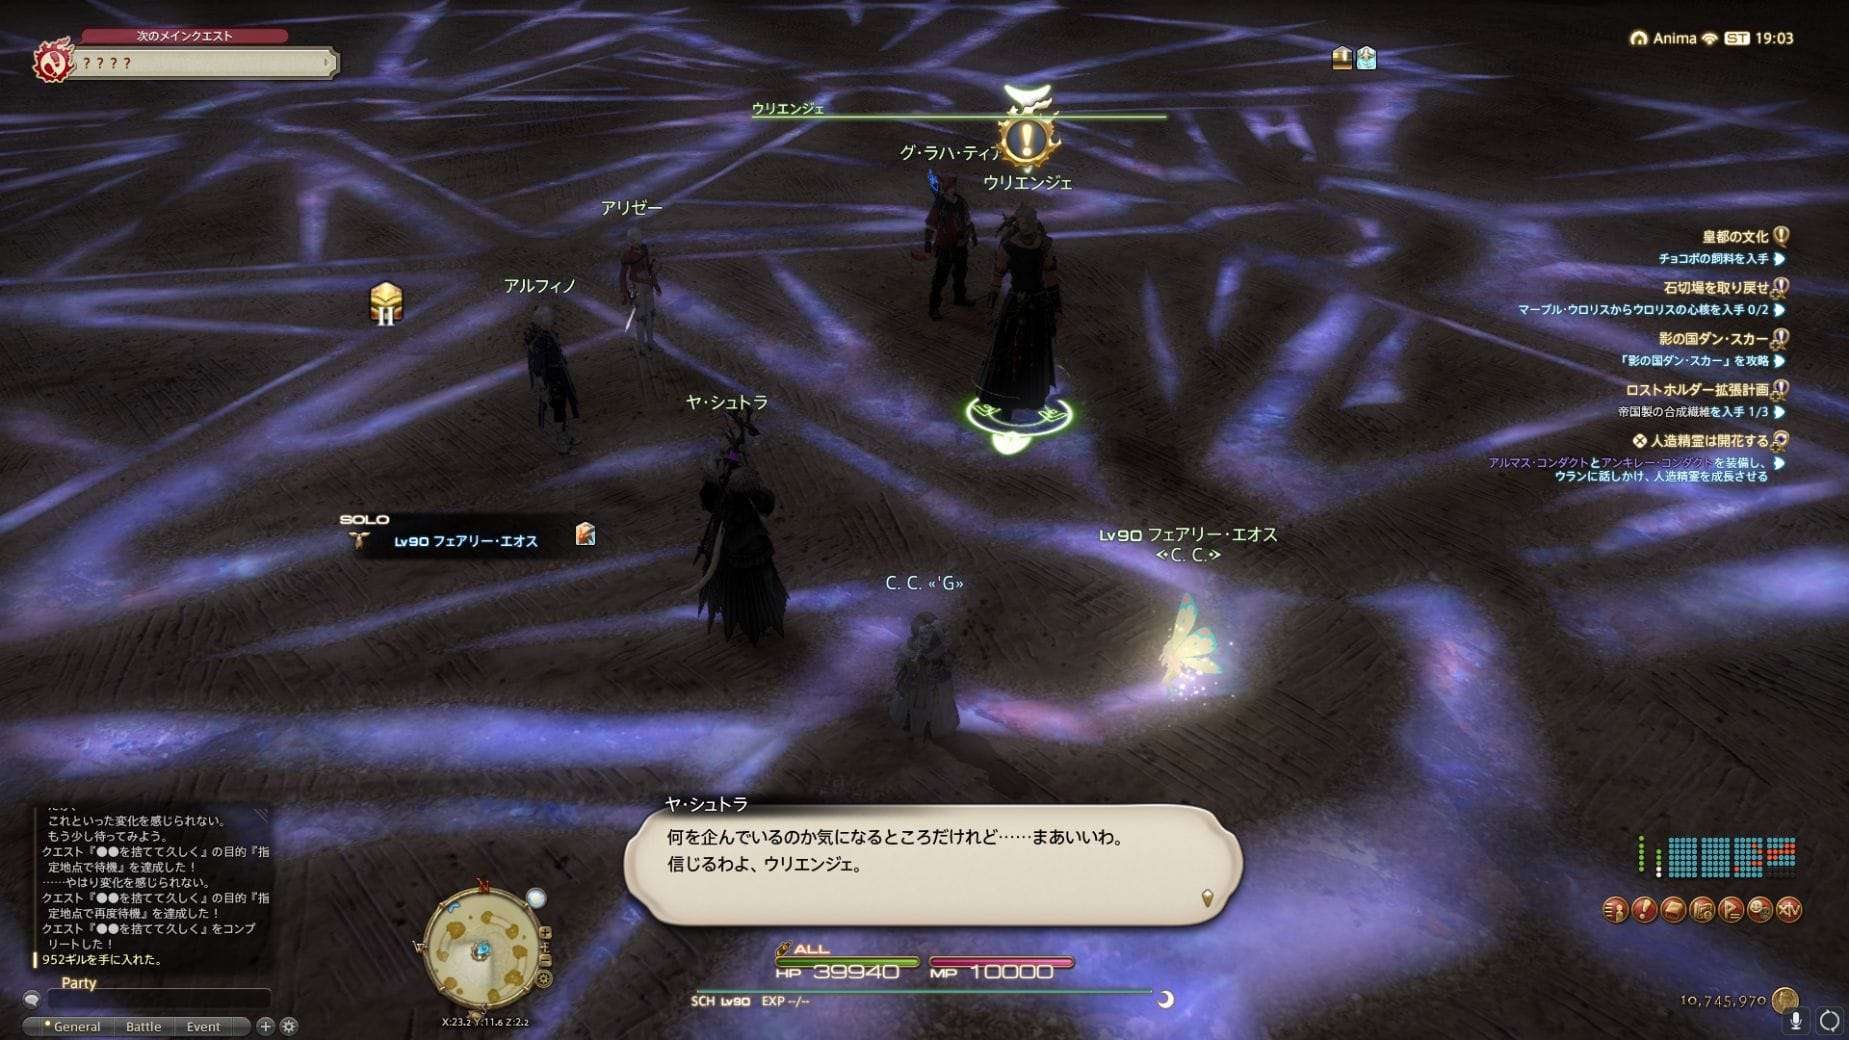 次のメインクエスト
????
Anima ST 19:03
ウリエンジェ
グ・ラハ・ティア
ウリエンジェ
アリゼー
アルフィノ
ヤ・シュトラ
皇都の文化
チョコボの飼料を入手
石切場を取り戻せ
マーブル・ウロリスからウロリスの心核を入手 0/2
影の国ダン・スカー
「影の国ダン・スカー」を攻略
ロストホルダー拡張計画
帝国製の合成繊維を入手 1/3
人造精霊は開花する
アルマス・コンダクトとアンキレー・コンダクトを装備し、
ウランに話しかけ、人造精霊を成長させる
SOLO
Lv90 フェアリー・エオス
Lv90 フェアリー・エオス
<C. C.>
C. C. «'G»
ヤ・シュトラ
何を企んでいるのか気になるところだけれど……まあいいわ。
信じるわよ、ウリエンジェ。
これといった変化を感じられない。
もう少し待ってみよう。
クエスト『●●を捨てて久しく』の目的『指
定地点で待機』を達成した！
……やはり変化を感じられない。
クエスト『●●を捨てて久しく』の目的『指
定地点で再度待機』を達成した！
クエスト『●●を捨てて久しく』をコンプ
リートした！
952ギルを手に入れた。
Party
General Battle Event
X:23.2 Y:11.6 Z:2.2
ALL
HP 39940 MP 10000
SCH Lv90 EXP --/--
10,745,970